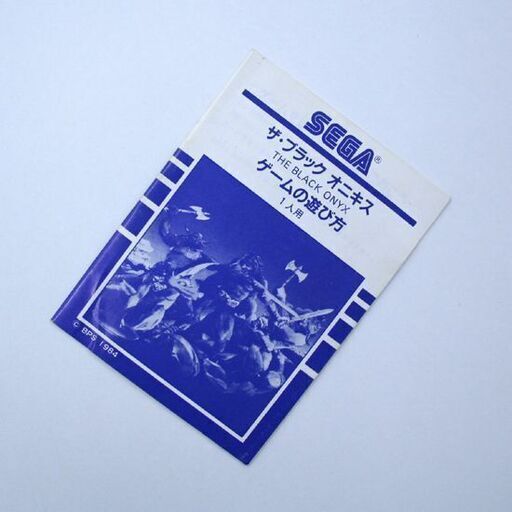 SEGA®
ザ・ブラック オニキス
THE BLACK ONYX
ゲームの遊び方
1人用
© BPS 1984